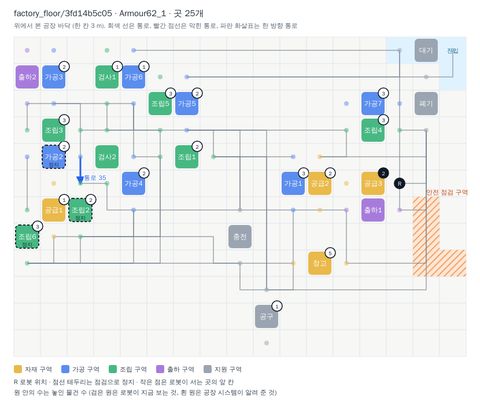 factory_floor/3fd14b5c05 · Armour62_1 · 곳 25개
위에서 본 공장 바닥 (한 칸 3 m). 회색 선은 통로, 빨간 점선은 막힌 통로, 파란 화살표는 한 방향 통로
대기
진입
출하2
가공3
2
검사1
1
가공6
1
조립5
3
가공5
2
가공7
3
폐기
조립3
3
조립4
3
가공2
2
검사2
조립1
2
통로 35
가공4
2
가공1
3
공급2
2
공급3
2
R
안전 점검 구역
공급1
1
조립2
2
출하1
조립6
3
충전
창고
5
공구
1
자재 구역
가공 구역
조립 구역
출하 구역
지원 구역
R 로봇 위치 · 점선 테두리는 점검으로 정지 · 작은 점은 로봇이 서는 곳의 앞 칸
원 안의 수는 놓인 물건 수 (검은 원은 로봇이 지금 보는 것, 흰 원은 공장 시스템이 알려 준 것)